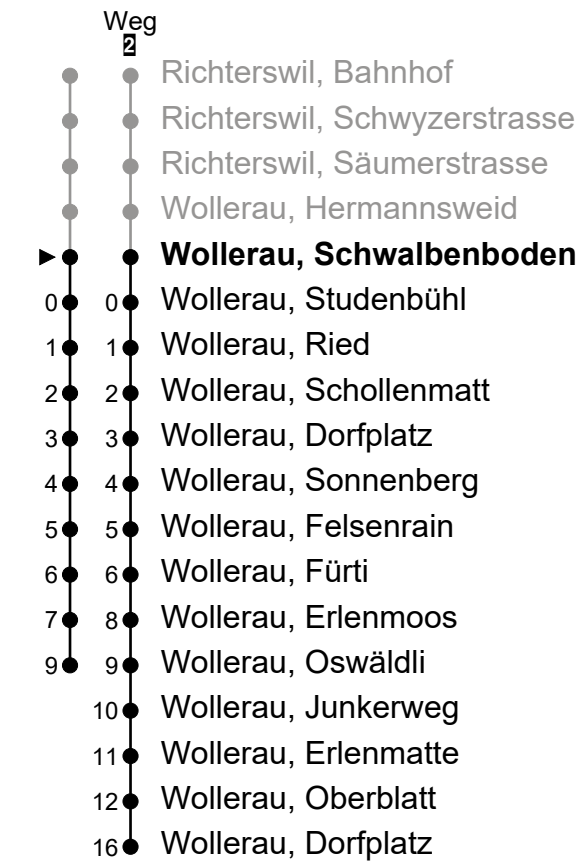 Weg
2
Richterswil, Bahnhof
Richterswil, Schwyzerstrasse
Richterswil, Säumerstrasse
Wollerau, Hermannsweid
Wollerau, Schwalbenboden
0 0 Wollerau, Studenbühl
1 1 Wollerau, Ried
2 2 Wollerau, Schollenmatt
3 3 Wollerau, Dorfplatz
4 4 Wollerau, Sonnenberg
5 5 Wollerau, Felsenrain
6 6 Wollerau, Fürti
7 8 Wollerau, Erlenmoos
9 9 Wollerau, Oswäldli
10 Wollerau, Junkerweg
11 Wollerau, Erlenmatte
12 Wollerau, Oberblatt
16 Wollerau, Dorfplatz